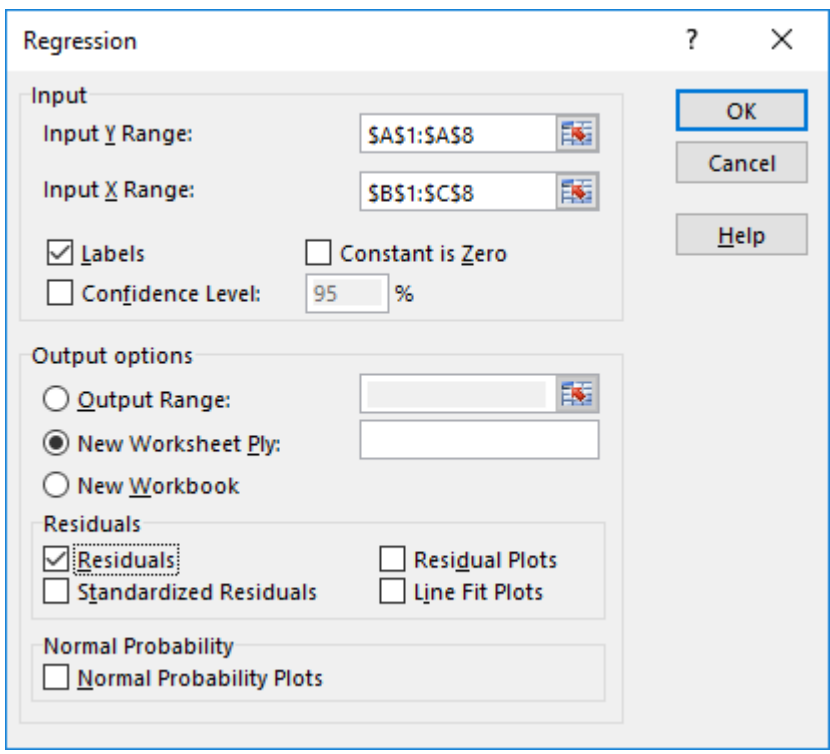 Regression ? ×
Input
Input Y Range: $A$1:$A$8
Input X Range: $B$1:$C$8
Labels Constant is Zero
Confidence Level: 95 %
OK
Cancel
Help
Output options
Output Range:
New Worksheet Ply:
New Workbook
Residuals
Residuals Residual Plots
Standardized Residuals Line Fit Plots
Normal Probability
Normal Probability Plots